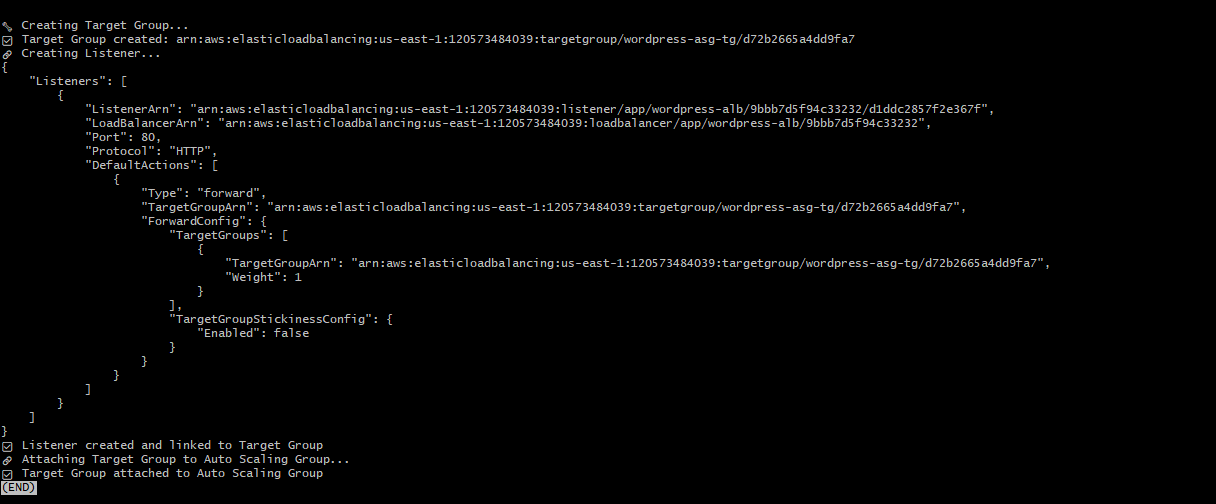 Creating Target Group...
Target Group created: arn:aws:elasticloadbalancing:us-east-1:120573484039:targetgroup/wordpress-asg-tg/d72b2665a4dd9fa7
Creating Listener...
{
    "Listeners": [
        {
            "ListenerArn": "arn:aws:elasticloadbalancing:us-east-1:120573484039:listener/app/wordpress-alb/9bbb7d5f94c33232/d1ddc2857f2e367f",
            "LoadBalancerArn": "arn:aws:elasticloadbalancing:us-east-1:120573484039:loadbalancer/app/wordpress-alb/9bbb7d5f94c33232",
            "Port": 80,
            "Protocol": "HTTP",
            "DefaultActions": [
                {
                    "Type": "forward",
                    "TargetGroupArn": "arn:aws:elasticloadbalancing:us-east-1:120573484039:targetgroup/wordpress-asg-tg/d72b2665a4dd9fa7",
                    "ForwardConfig": {
                        "TargetGroups": [
                            {
                                "TargetGroupArn": "arn:aws:elasticloadbalancing:us-east-1:120573484039:targetgroup/wordpress-asg-tg/d72b2665a4dd9fa7",
                                "Weight": 1
                            }
                        ],
                        "TargetGroupStickinessConfig": {
                            "Enabled": false
                        }
                    }
                }
            ]
        }
    ]
}
Listener created and linked to Target Group
Attaching Target Group to Auto Scaling Group...
Target Group attached to Auto Scaling Group
(END)